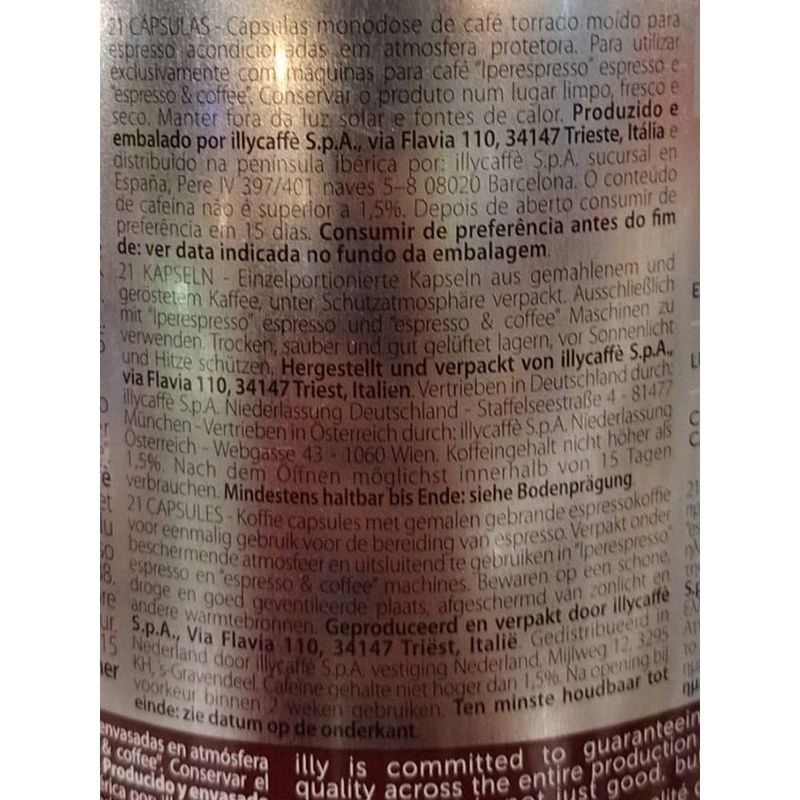 21 CÁPSULAS - Cápsulas monodose de café torrado moído para
espresso acondicionadas em atmosfera protetora. Para utilizar
exclusivamente com máquinas para café "Iperespresso" espresso e
"espresso & coffee". Conservar o produto num lugar limpo, fresco e
seco. Manter fora da luz solar e fontes de calor. Produzido e
embalado por illycaffè S.p.A., via Flavia 110, 34147 Trieste, Itália e
distribuido na península ibérica por: illycaffè S.p.A. sucursal en
España, Pere IV 397/401 naves 5-8 08020 Barcelona. O conteúdo
de cafeína não é superior a 1,5%. Depois de aberto consumir de
preferência em 15 dias. Consumir de preferência antes do fim
de: ver data indicada no fundo da embalagem.
21 KAPSELN - Einzelportionierte Kapseln aus gemahlenem und
geröstetem Kaffee, unter Schutzatmosphäre verpackt. Ausschließlich
mit "Iperespresso" espresso und "espresso & coffee" Maschinen zu
verwenden. Trocken, sauber und gut gelüftet lagern, vor Sonnenlicht
und Hitze schützen. Hergestellt und verpackt von illycaffè S.p.A.,
via Flavia 110, 34147 Triest, Italien. Vertrieben in Deutschland durch:
illycaffè S.p.A. Niederlassung Deutschland - Staffelseestraße 4 - 81477
München - Vertrieben in Österreich durch: illycaffè S.p.A. Niederlassung
Österreich - Webgasse 43 - 1060 Wien. Koffeingehalt nicht höher als
1,5%. Nach dem Öffnen möglichst innerhalb von 15 Tagen
verbrauchen. Mindestens haltbar bis Ende: siehe Bodenprägung.
21 CAPSULES - Koffie capsules met gemalen gebrande espressokoffie
voor eenmalig gebruik voor de bereiding van espresso. Verpakt onder
beschermende atmosfeer en uitsluitend te gebruiken in "Iperespresso"
espresso en "espresso & coffee" machines. Bewaren op een schone,
droge en goed geventileerde plaats, afgeschermd van zonlicht en
andere warmtebronnen. Geproduceerd en verpakt door illycaffè
S.p.A., Via Flavia 110, 34147 Triëst, Italië. Gedistribueerd in
Nederland door illycaffè S.p.A. vestiging Nederland, Mijlweg 12, 3295
KH, 's-Gravendeel. Cafeïne gehalte niet hoger dan 1,5%. Na opening bij
voorkeur binnen 2 weken gebruiken. Ten minste houdbaar tot
einde: zie datum op de onderkant.
envasadas en atmósfera
& coffee". Conservar el
Producido y envasado
illy is committed to guaranteein
quality across the entire production
just good, bu